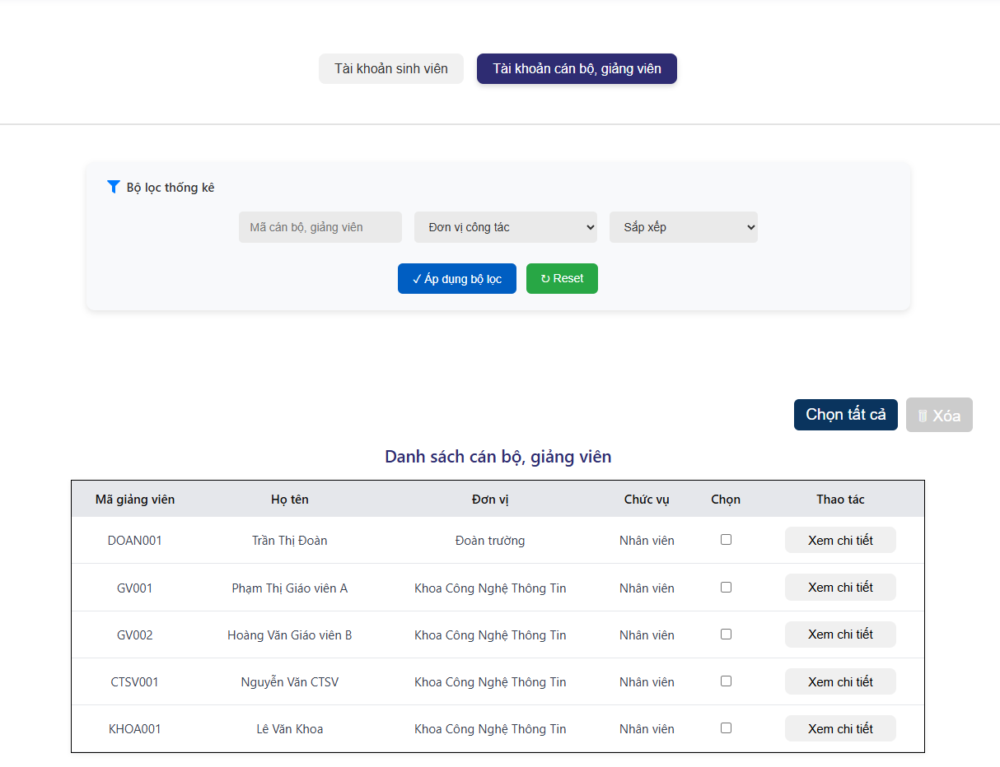 Tài khoản sinh viên Tài khoản cán bộ, giảng viên
Bộ lọc thống kê
Mã cán bộ, giảng viên Đơn vị công tác Sắp xếp
✓ Áp dụng bộ lọc ↻ Reset
Chọn tất cả Xóa
Danh sách cán bộ, giảng viên
Mã giảng viên Họ tên Đơn vị Chức vụ Chọn Thao tác
DOAN001 Trần Thị Đoàn Đoàn trường Nhân viên Xem chi tiết
GV001 Phạm Thị Giáo viên A Khoa Công Nghệ Thông Tin Nhân viên Xem chi tiết
GV002 Hoàng Văn Giáo viên B Khoa Công Nghệ Thông Tin Nhân viên Xem chi tiết
CTSV001 Nguyễn Văn CTSV Khoa Công Nghệ Thông Tin Nhân viên Xem chi tiết
KHOA001 Lê Văn Khoa Khoa Công Nghệ Thông Tin Nhân viên Xem chi tiết